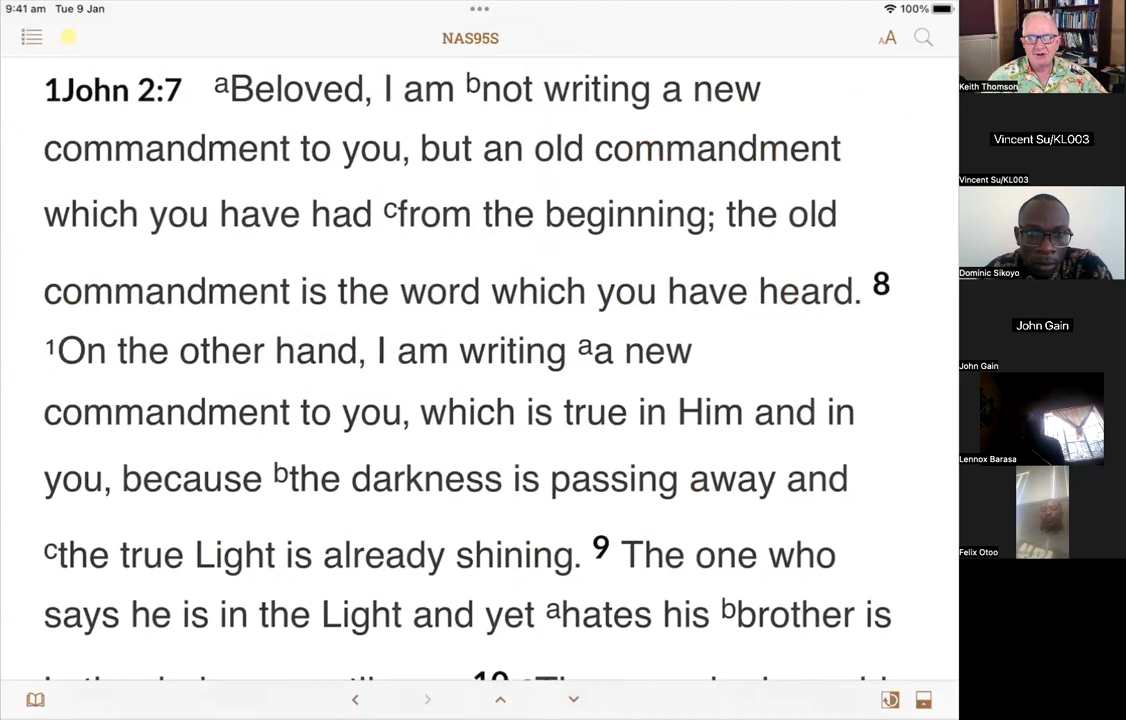 9:41 am Tue 9 Jan
100%
NAS95S
AA
1John 2:7 aBeloved, I am bnot writing a new
commandment to you, but an old commandment
which you have had cfrom the beginning; the old
commandment is the word which you have heard. 8
1On the other hand, I am writing aa new
commandment to you, which is true in Him and in
you, because bthe darkness is passing away and
cthe true Light is already shining. 9 The one who
says he is in the Light and yet ahates his bbrother is
10
Keith Thomson
Vincent Su/KL003
Vincent Su/KL003
Dominic Sikoyo
John Gain
John Gain
Lennox Barasa
Felix Otoo